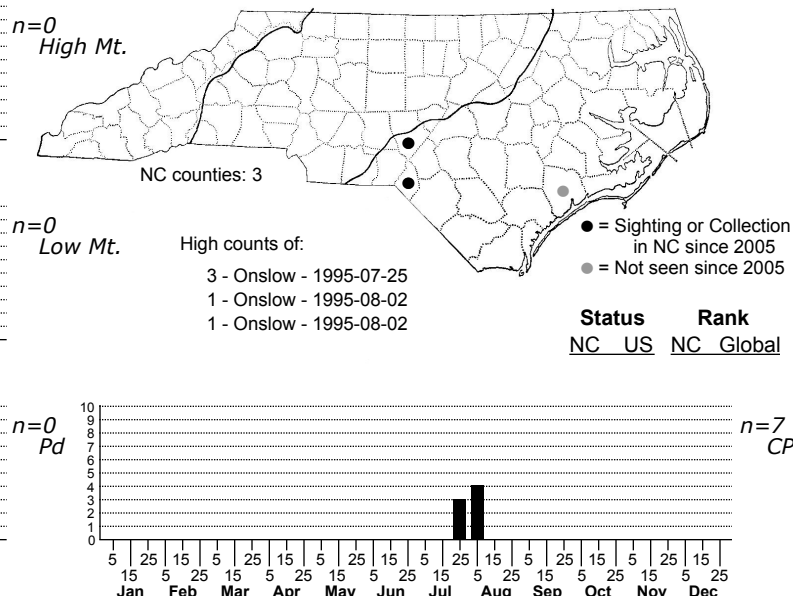 n=0
High Mt.
NC counties: 3
n=0
Low Mt.
High counts of:
3 - Onslow - 1995-07-25
1 - Onslow - 1995-08-02
1 - Onslow - 1995-08-02
● = Sighting or Collection
in NC since 2005
● = Not seen since 2005
Status Rank
NC US NC Global
n=0
Pd
n=7
CP
10
9
8
7
6
5
4
3
2
1
0
5 25 15 5 25 15 5 25 15 5 25 15 5 25 15 5 25 15
15 5 25 15 5 25 15 5 25 15 5 25 15 5 25 15 5 25
Jan Feb Mar Apr May Jun Jul Aug Sep Oct Nov Dec